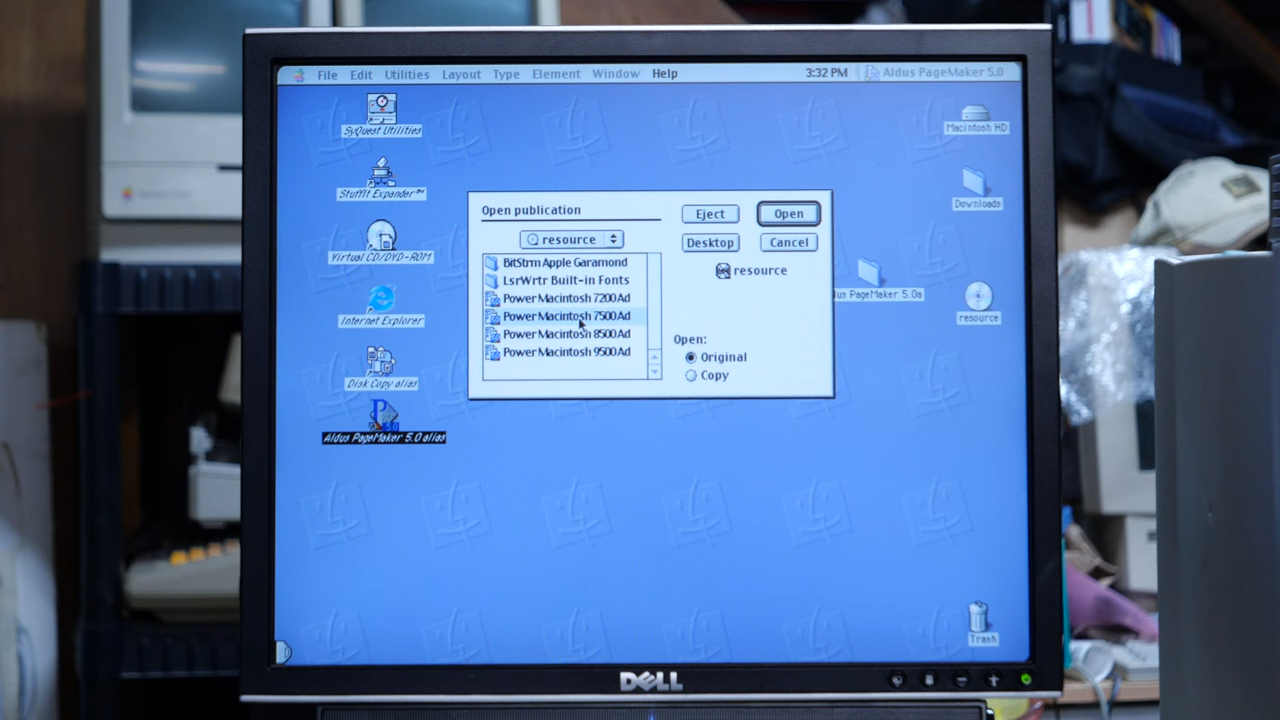 File Edit Utilities Layout Type Element Window Help 3:32 PM Aldus PageMaker 5.0
SyQuest Utilities
Macintosh HD
StuffIt Expander™
Downloads
Open publication
Eject
Open
resource
Desktop
Cancel
Virtual CD/DVD-ROM
BitStrm Apple Garamond
resource
LsrWrtr Built-in Fonts
Power Macintosh 7200 Ad
ldus PageMaker 5.0a
Power Macintosh 7500 Ad
resource
Internet Explorer
Power Macintosh 8500 Ad
Open:
Power Macintosh 9500 Ad
Original
Copy
Disk Copy alias
Aldus PageMaker 5.0 alias
Trash
DELL